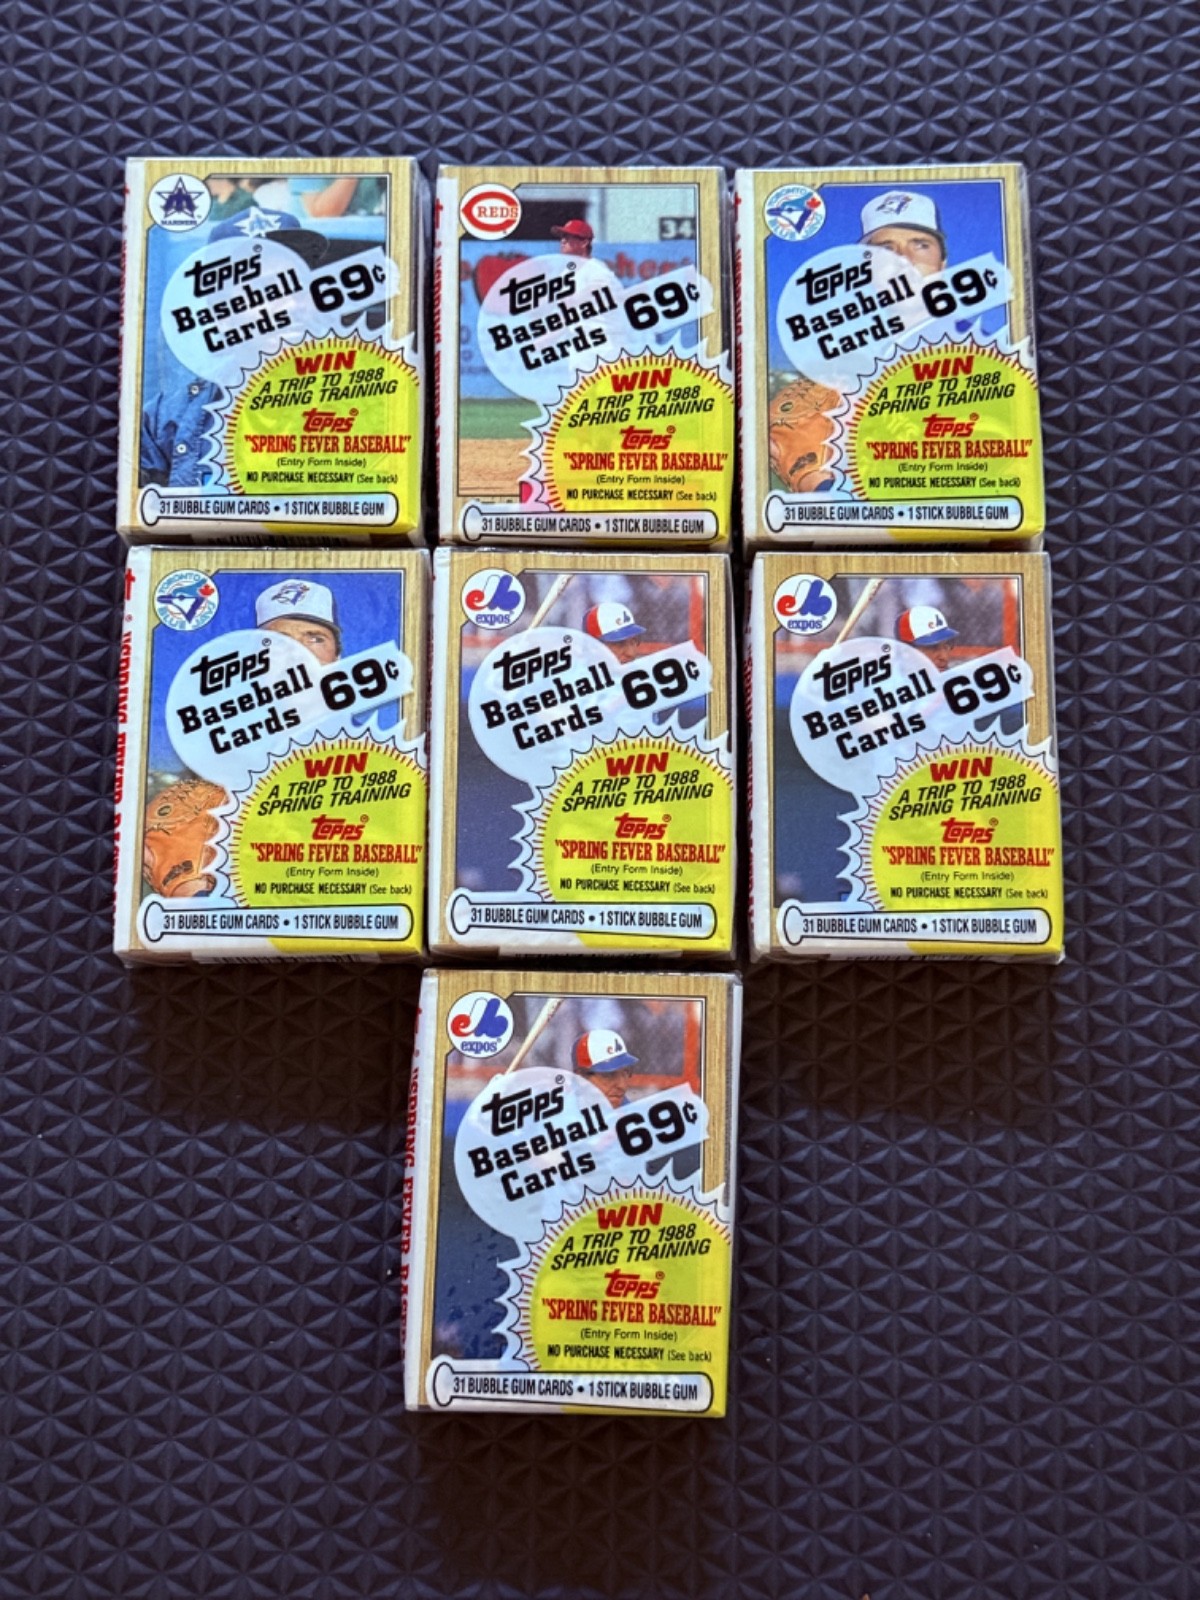 MARINERS
topps®
Baseball
Cards
69¢
WIN
A TRIP TO 1988
SPRING TRAINING
topps®
"SPRING FEVER BASEBALL"
(Entry Form Inside)
NO PURCHASE NECESSARY (See back)
31 BUBBLE GUM CARDS • 1 STICK BUBBLE GUM
REDS
34
topps®
Baseball
Cards
69¢
WIN
A TRIP TO 1988
SPRING TRAINING
topps®
"SPRING FEVER BASEBALL"
(Entry Form Inside)
NO PURCHASE NECESSARY (See back)
31 BUBBLE GUM CARDS • 1 STICK BUBBLE GUM
TORONTO
BLUE JAYS
topps®
Baseball
Cards
69¢
WIN
A TRIP TO 1988
SPRING TRAINING
topps®
"SPRING FEVER BASEBALL"
(Entry Form Inside)
NO PURCHASE NECESSARY (See back)
31 BUBBLE GUM CARDS • 1 STICK BUBBLE GUM
TORONTO
BLUE JAYS
"SPRING FEVER
topps®
Baseball
Cards
69¢
WIN
A TRIP TO 1988
SPRING TRAINING
topps®
"SPRING FEVER BASEBALL"
(Entry Form Inside)
NO PURCHASE NECESSARY (See back)
31 BUBBLE GUM CARDS • 1 STICK BUBBLE GUM
expos
topps®
Baseball
Cards
69¢
WIN
A TRIP TO 1988
SPRING TRAINING
topps®
"SPRING FEVER BASEBALL"
(Entry Form Inside)
NO PURCHASE NECESSARY (See back)
31 BUBBLE GUM CARDS • 1 STICK BUBBLE GUM
expos
topps®
Baseball
Cards
69¢
WIN
A TRIP TO 1988
SPRING TRAINING
topps®
"SPRING FEVER BASEBALL"
(Entry Form Inside)
NO PURCHASE NECESSARY (See back)
31 BUBBLE GUM CARDS • 1 STICK BUBBLE GUM
expos
"SPRING FEVER
topps®
Baseball
Cards
69¢
WIN
A TRIP TO 1988
SPRING TRAINING
topps®
"SPRING FEVER BASEBALL"
(Entry Form Inside)
NO PURCHASE NECESSARY (See back)
31 BUBBLE GUM CARDS • 1 STICK BUBBLE GUM